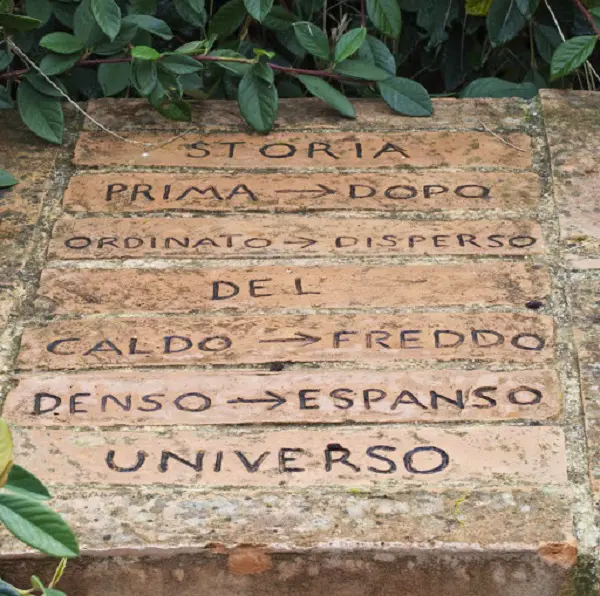 STORIA
PRIMA → DOPO
ORDINATO → DISPERSO
DEL
CALDO → FREDDO
DENSO → ESPANSO
UNIVERSO